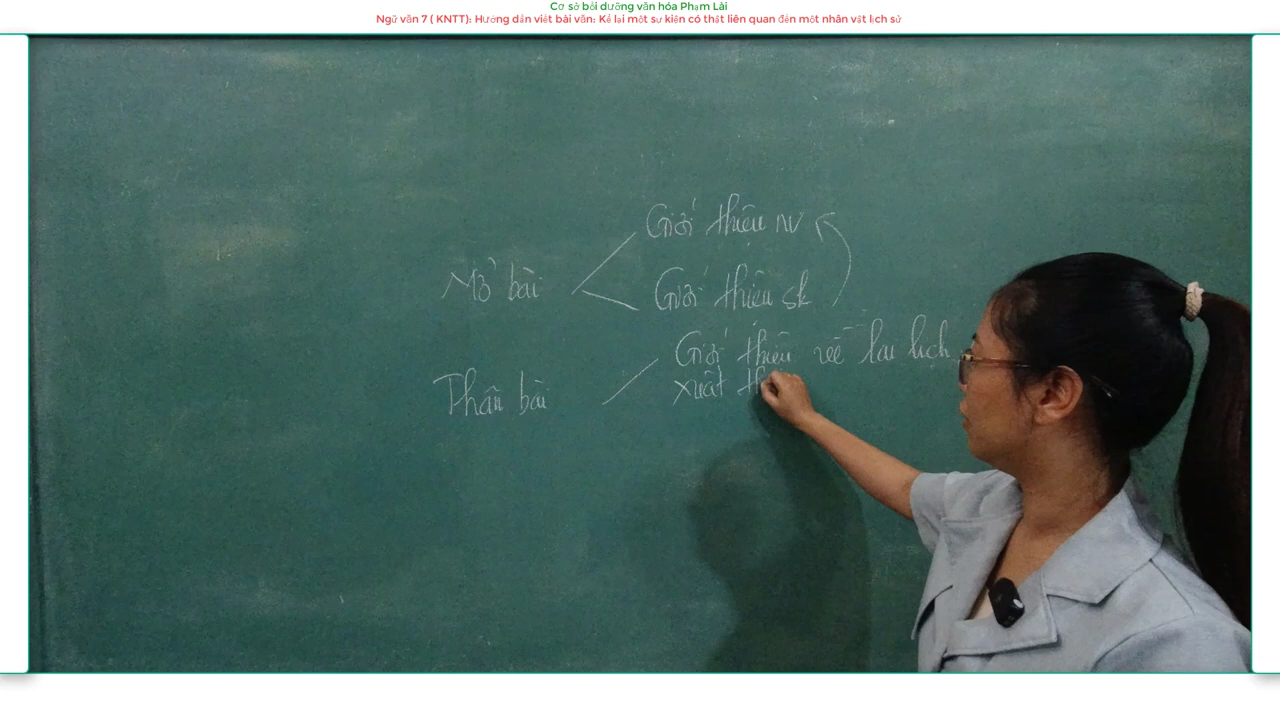 Cơ sở bồi dưỡng văn hóa Phạm Lài
Ngữ văn 7 ( KNTT): Hướng dẫn viết bài văn: Kể lại một sự kiện có thật liên quan đến một nhân vật lịch sử
Giới thiệu nv
Mở bài
Giới thiệu sk
Giới thiệu về lai lịch
Thân bài
xuất th